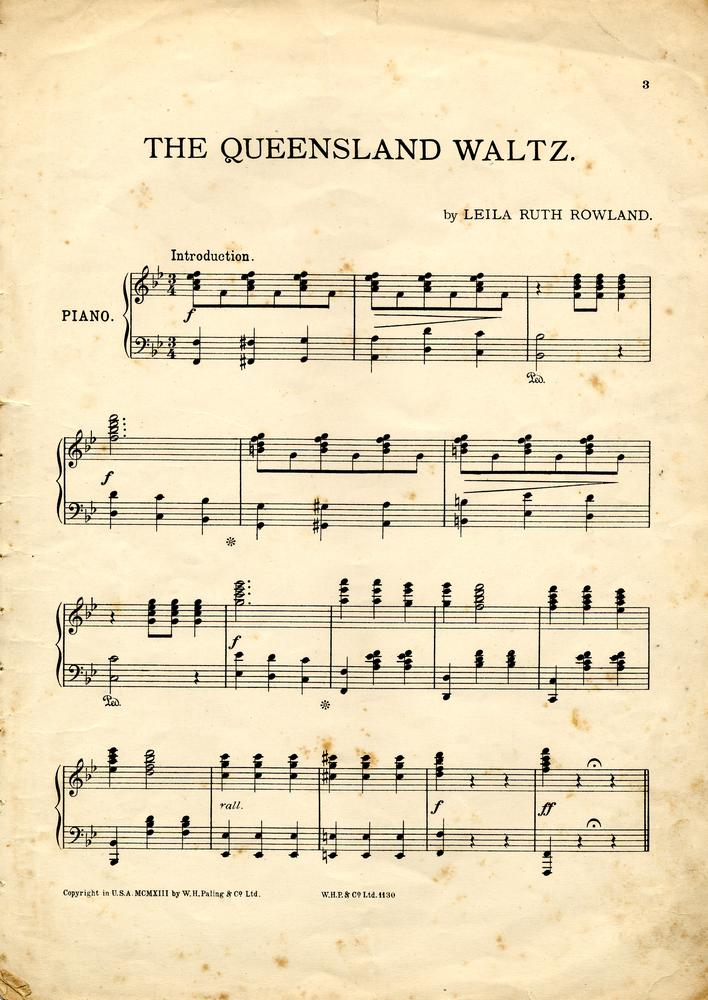 3
THE QUEENSLAND WALTZ.
by LEILA RUTH ROWLAND.
Introduction.
PIANO.
f
Ped.
f
f
Ped.
rall.
f
ff
Copyright in U.S.A. MCMXIII by W.H. Paling & Co Ltd.
W.H.P. & Co Ltd. 1130